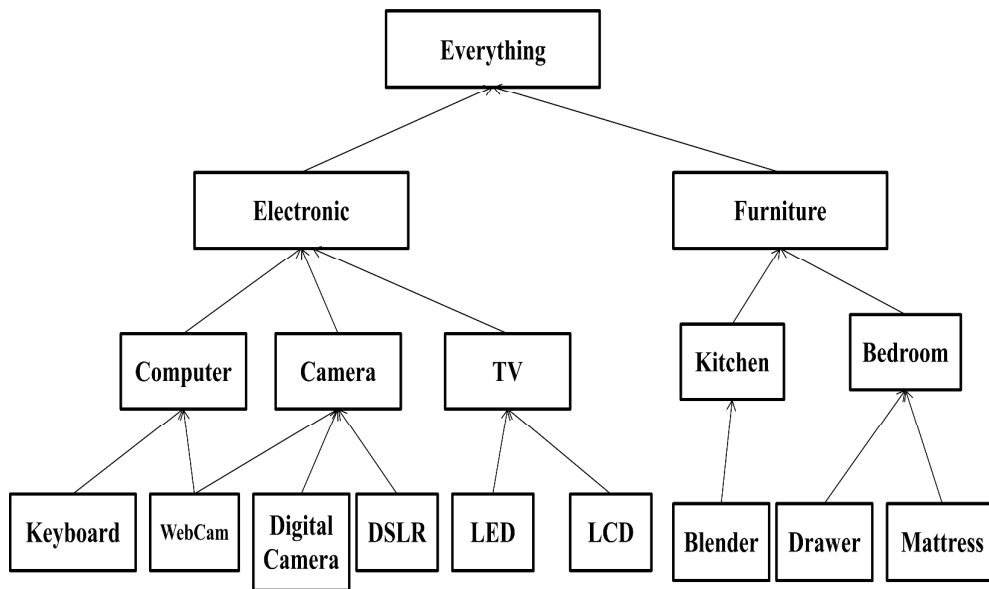 Everything
Electronic
Furniture
Computer
Camera
TV
Kitchen
Bedroom
Keyboard
WebCam
Digital
Camera
DSLR
LED
LCD
Blender
Drawer
Mattress